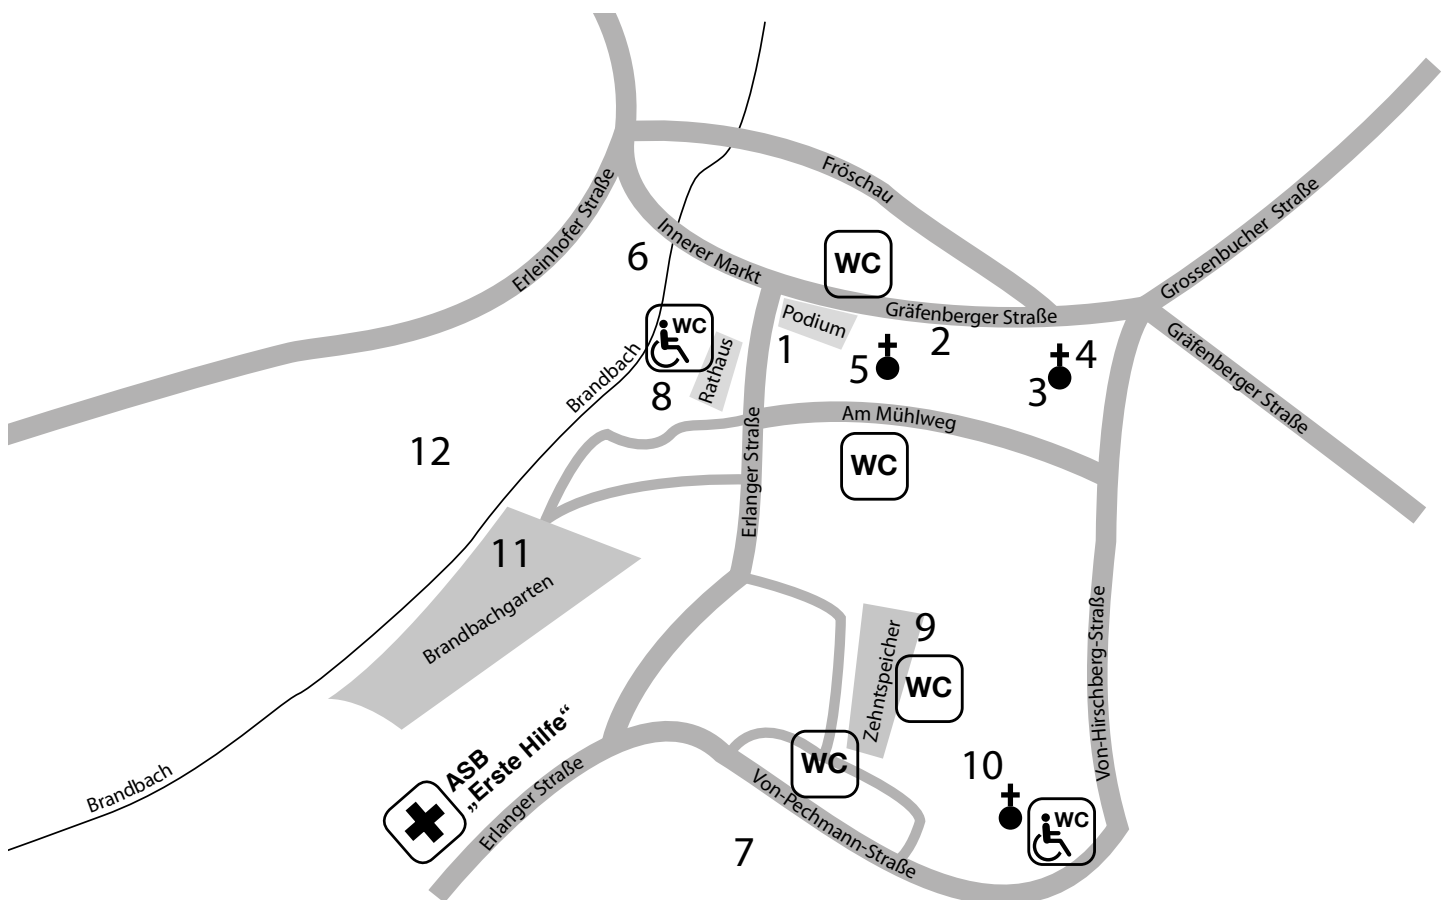 Fröschau
Erleinhofer Straße
Innerer Markt
Grossenbucher Straße
6
WC
Gräfenberger Straße
Podium
2
WC
1
5
4
3
Gräfenberger Straße
Rathaus
Brandbach
8
Am Mühlweg
12
WC
Erlanger Straße
11
Brandbachgarten
9
Zehntspeicher
WC
Von-Hirschberg-Straße
ASB
„Erste Hilfe“
WC
10
Brandbach
Erlanger Straße
Von-Pechmann-Straße
WC
7